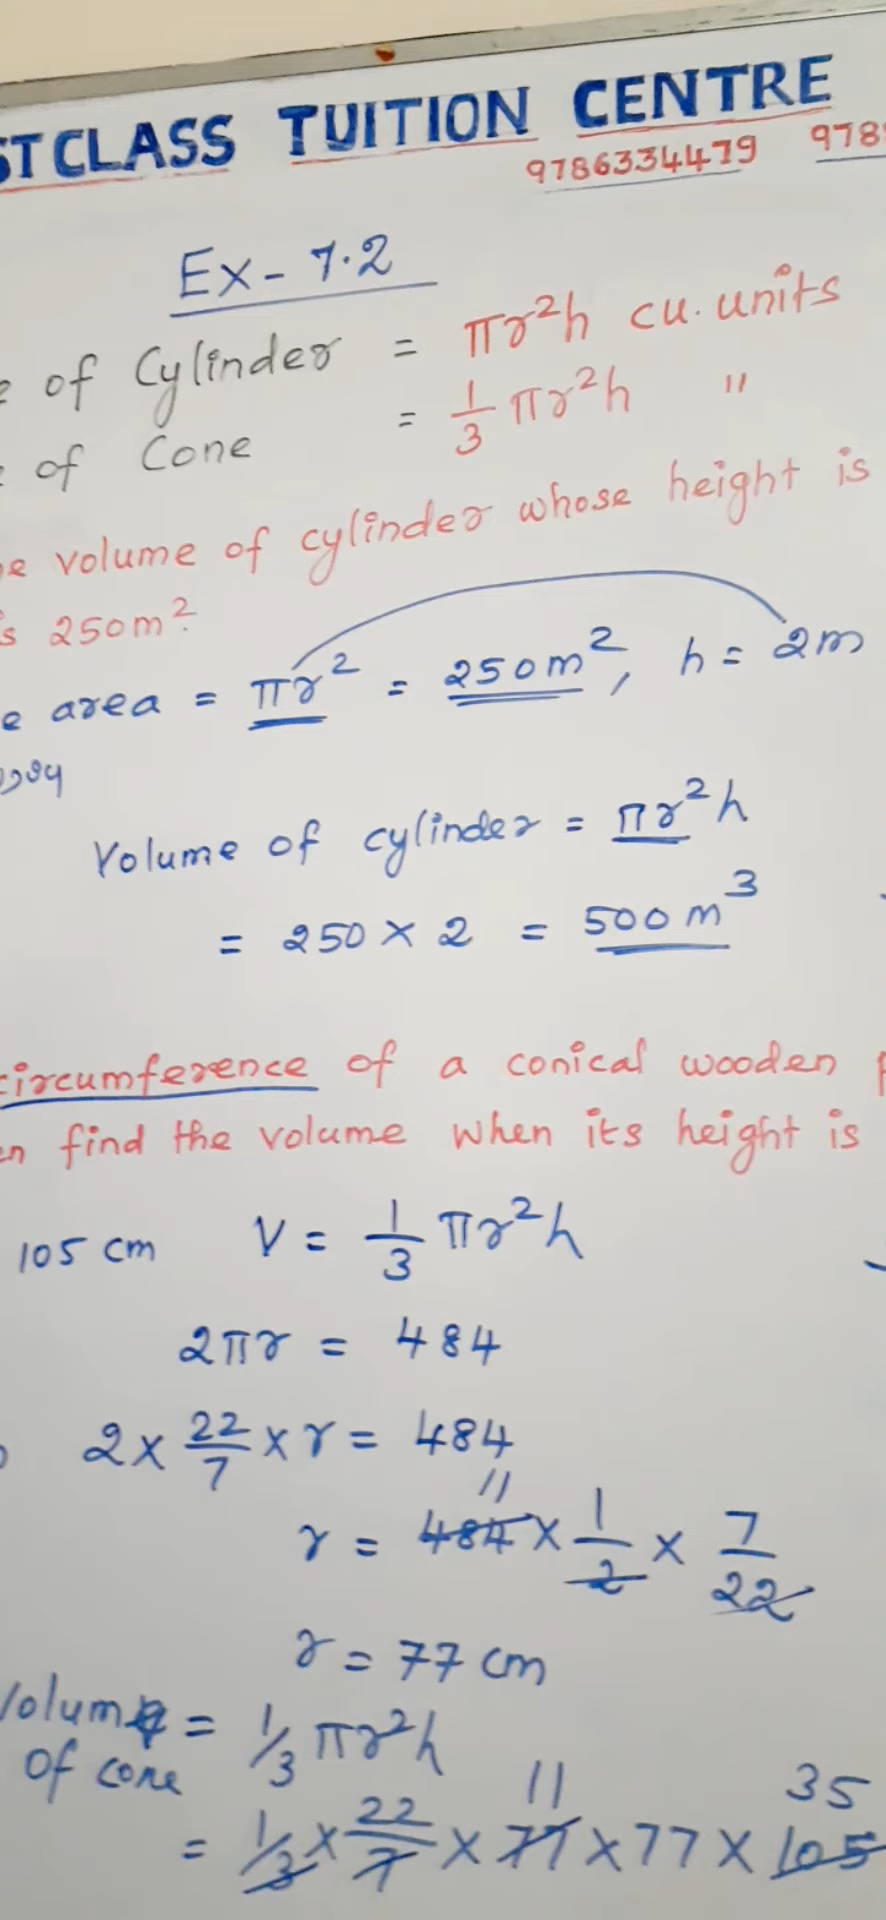 STCLASS TUITION CENTRE
9786334479 978
Ex - 7.2
of Cylinder = πr²h cu. units
of Cone = 1/3 πr²h "
volume of cylinder whose height is
250m²
area = πr² = 250m², h = 2m
Volume of cylinder = πr²h
= 250 × 2 = 500 m³
circumference of a conical wooden
find the volume when its height is
105 cm V = 1/3 πr²h
2πr = 484
2 × 22/7 × r = 484
11
r = 484 × 1/2 × 7/22
r = 77 cm
Volume = 1/3 πr²h
of cone
11 35
= 1/3 × 22/7 × 77 × 77 × 105